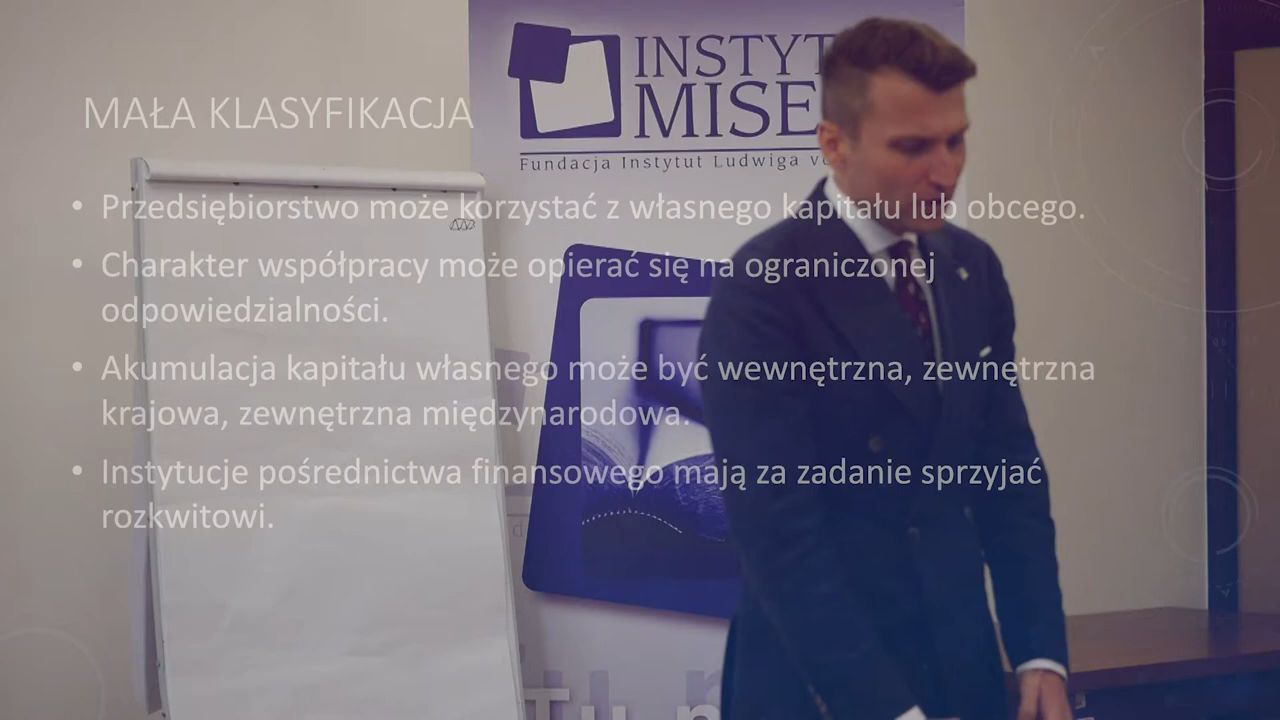 INSTYT
MISE
Fundacja Instytut Ludwiga
MAŁA KLASYFIKACJA
• Przedsiębiorstwo może korzystać z własnego kapitału lub obcego.
• Charakter współpracy może opierać się na ograniczonej
odpowiedzialności.
• Akumulacja kapitału własnego może być wewnętrzna, zewnętrzna
krajowa, zewnętrzna międzynarodowa.
• Instytucje pośrednictwa finansowego mają za zadanie sprzyjać
rozkwitowi.